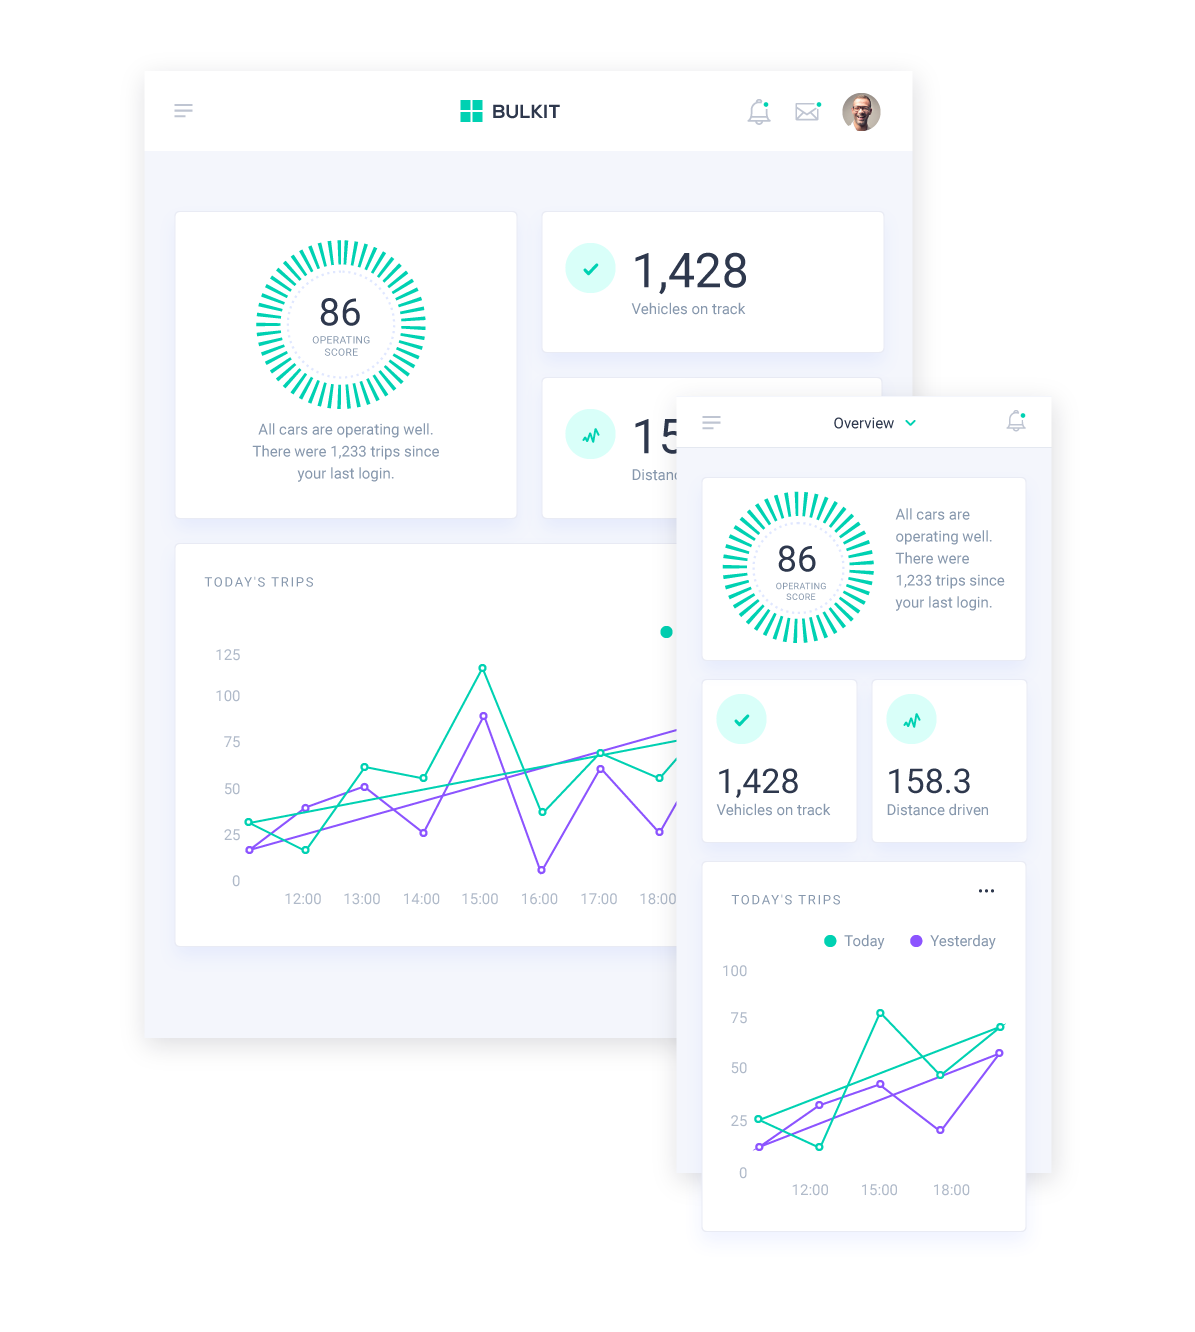 BULKIT
86
OPERATING
SCORE
All cars are operating well.
There were 1,233 trips since
your last login.
1,428
Vehicles on track
15
Distanc
TODAY'S TRIPS
125
100
75
50
25
0
12:00 13:00 14:00 15:00 16:00 17:00 18:00
Overview
86
OPERATING
SCORE
All cars are
operating well.
There were
1,233 trips since
your last login.
1,428
Vehicles on track
158.3
Distance driven
TODAY'S TRIPS
Today Yesterday
100
75
50
25
0
12:00 15:00 18:00